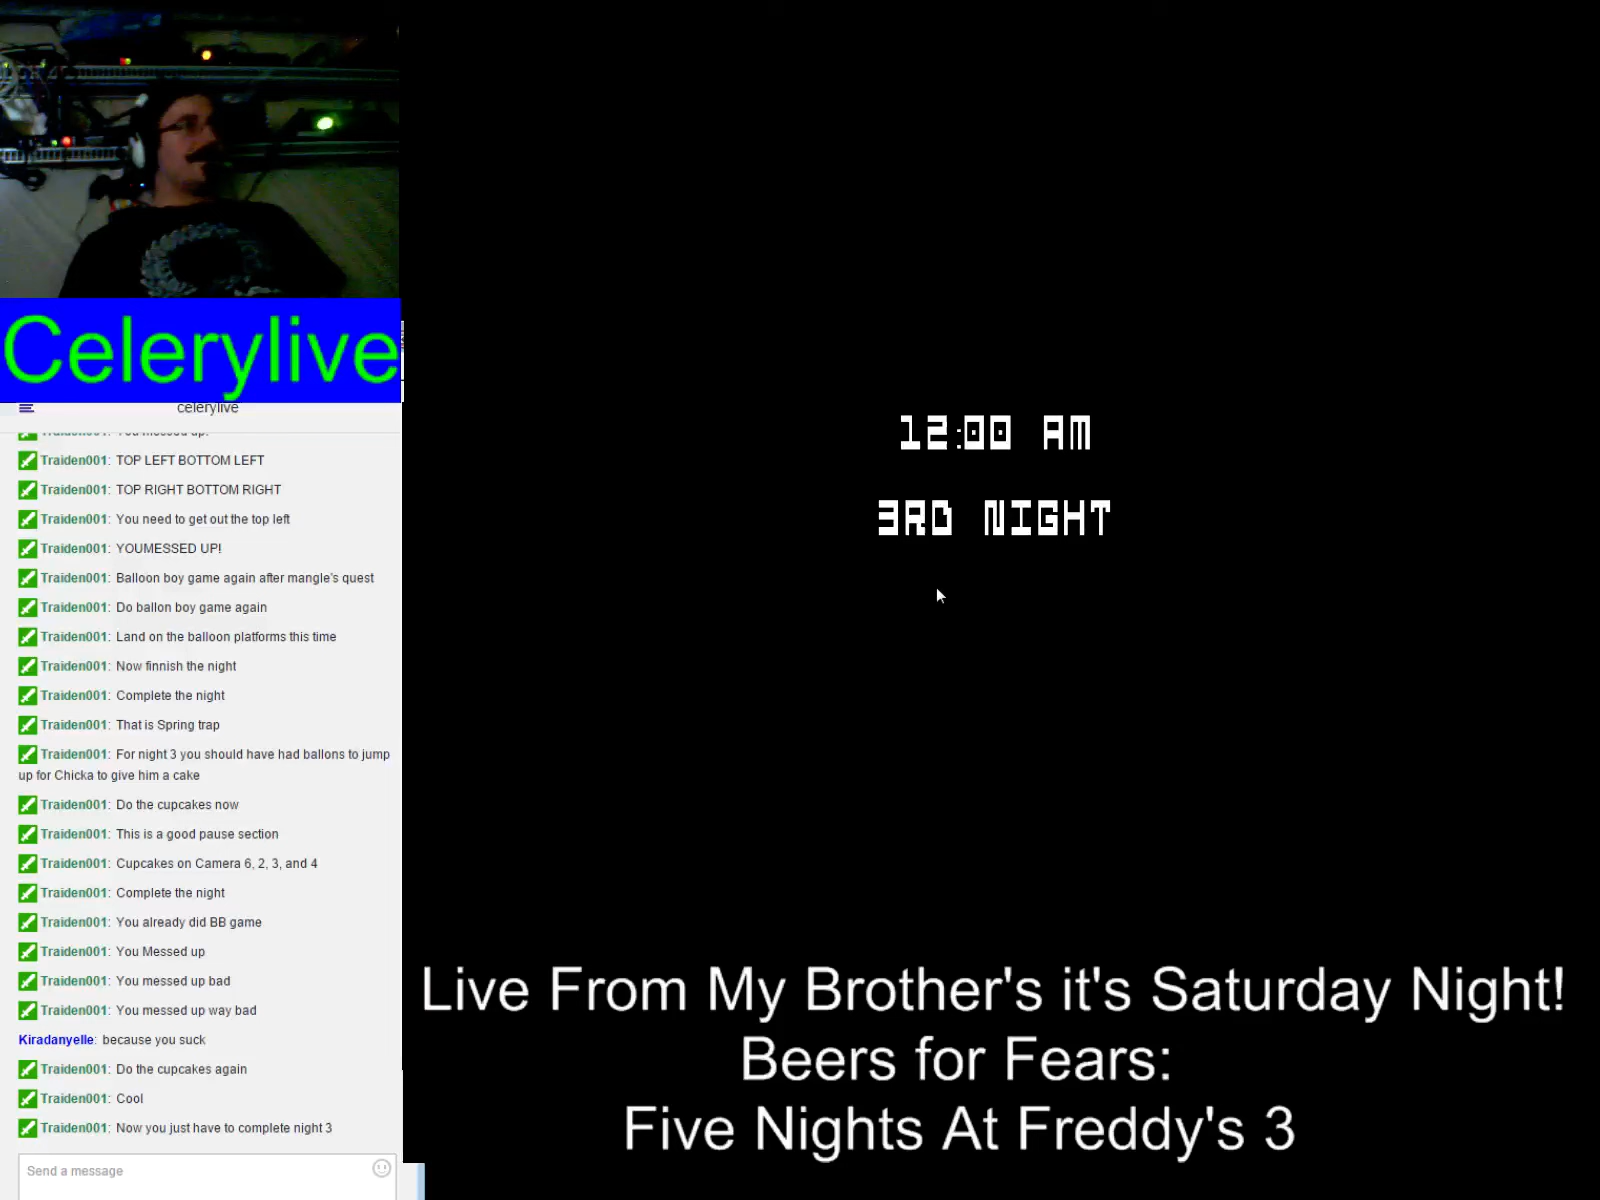 Celerylive
celerylive
Traiden001: You messed up!
Traiden001: TOP LEFT BOTTOM LEFT
Traiden001: TOP RIGHT BOTTOM RIGHT
Traiden001: You need to get out the top left
Traiden001: YOUMESSED UP!
Traiden001: Balloon boy game again after mangle's quest
Traiden001: Do ballon boy game again
Traiden001: Land on the balloon platforms this time
Traiden001: Now finnish the night
Traiden001: Complete the night
Traiden001: That is Spring trap
Traiden001: For night 3 you should have had ballons to jump
up for Chicka to give him a cake
Traiden001: Do the cupcakes now
Traiden001: This is a good pause section
Traiden001: Cupcakes on Camera 6, 2, 3, and 4
Traiden001: Complete the night
Traiden001: You already did BB game
Traiden001: You Messed up
Traiden001: You messed up bad
Traiden001: You messed up way bad
Kiradanyelle: because you suck
Traiden001: Do the cupcakes again
Traiden001: Cool
Traiden001: Now you just have to complete night 3
Send a message
12:00 AM
3RD NIGHT
Live From My Brother's it's Saturday Night!
Beers for Fears:
Five Nights At Freddy's 3